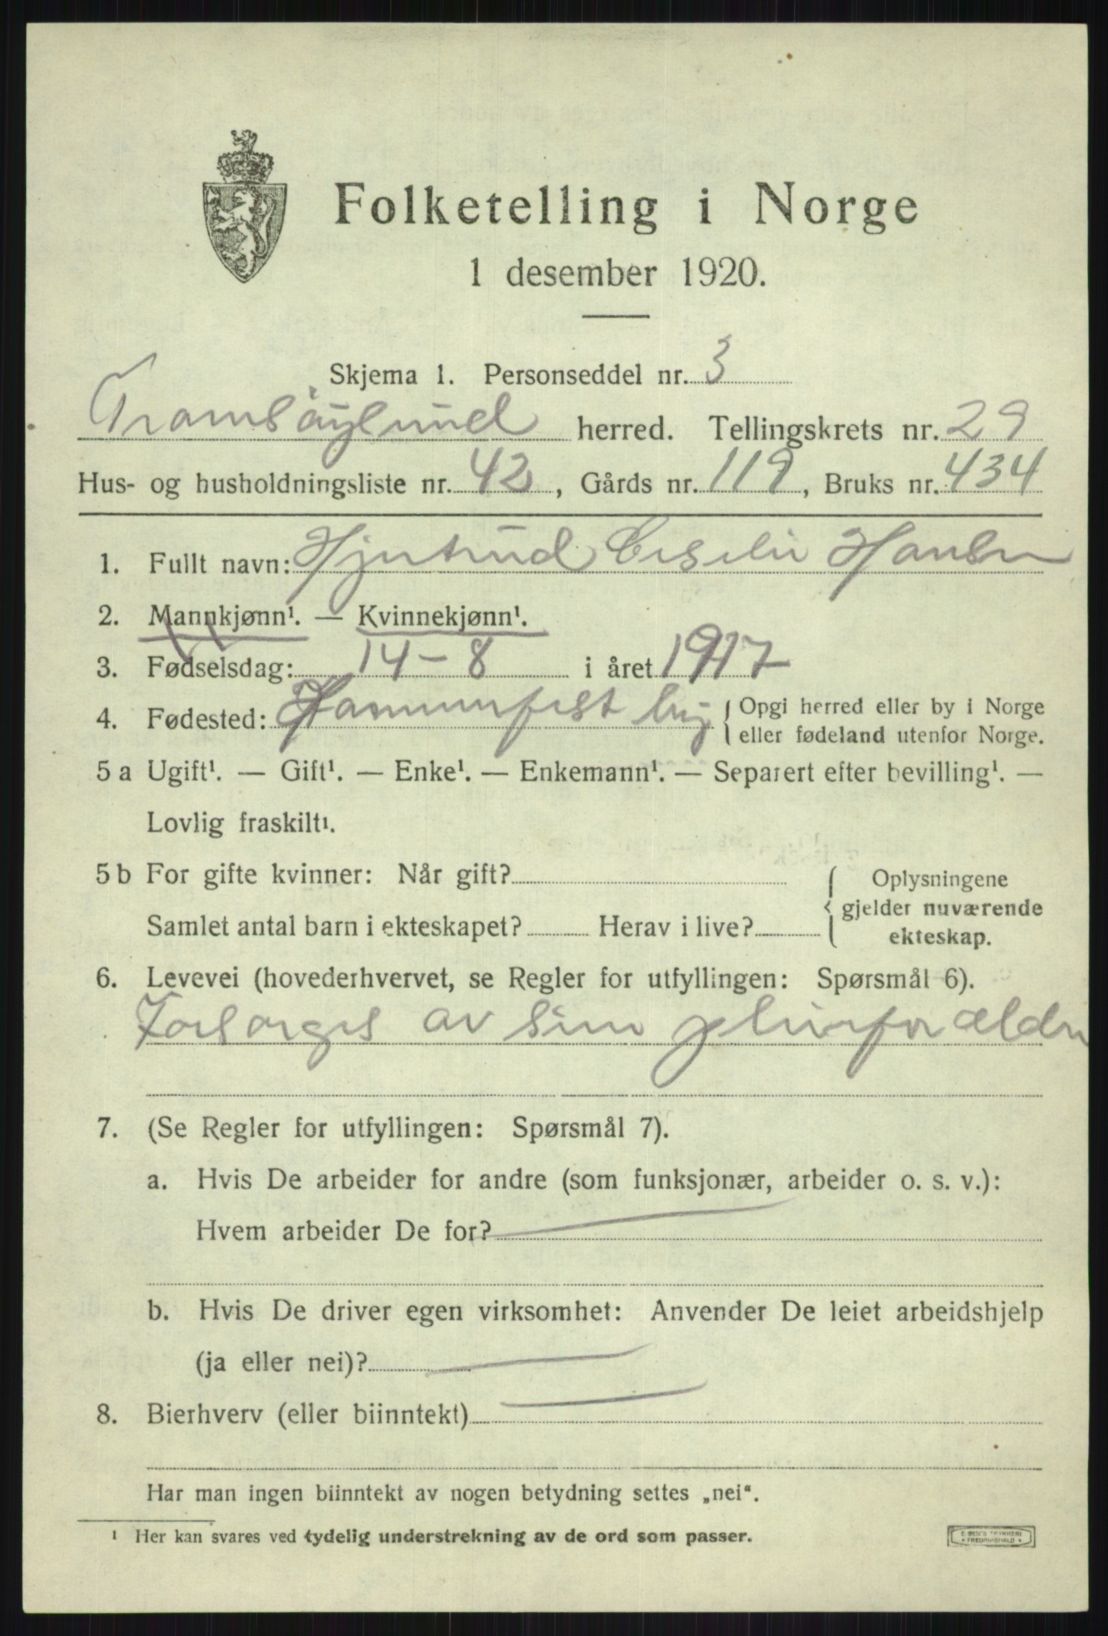 Folketelling i Norge
1 desember 1920.
Skjema 1. Personseddel nr. 3
Tromsøysund herred. Tellingskrets nr. 29
Hus- og husholdningsliste nr. 42, Gårds nr. 119, Bruks nr. 434
1. Fullt navn: Hjertrud Hansen
2. Mannkjønn¹. — Kvinnekjønn¹.
3. Fødselsdag: 14-8 i året 1917
4. Fødested: Hammerfest by { Opgi herred eller by i Norge
eller fødeland utenfor Norge.
5 a Ugift¹. — Gift¹. — Enke¹. — Enkemann¹. — Separert efter bevilling¹. —
Lovlig fraskilt¹.
5 b For gifte kvinner: Når gift?
Samlet antal barn i ekteskapet? Herav i live?
{ Oplysningene
gjelder nuværende
ekteskap.
6. Levevei (hovederhvervet, se Regler for utfyllingen: Spørsmål 6).
Forsørges av sine pleieforældre
7. (Se Regler for utfyllingen: Spørsmål 7).
a. Hvis De arbeider for andre (som funksjonær, arbeider o. s. v.):
Hvem arbeider De for? —
b. Hvis De driver egen virksomhet: Anvender De leiet arbeidshjelp
(ja eller nei)? —
8. Bierhverv (eller biinntekt) —
Har man ingen biinntekt av nogen betydning settes „nei“.
¹ Her kan svares ved tydelig understrekning av de ord som passer.